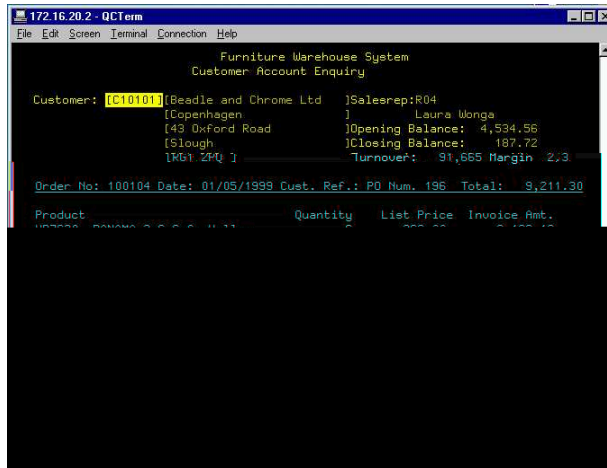 172.16.20.2 - QCTerm
File Edit Screen Terminal Connection Help
Furniture Warehouse System
Customer Account Enquiry
Customer: [C10101][Beadle and Chrome Ltd ]Salesrep:R04
[Copenhagen ] Laura Wonga
[43 Oxford Road ]Opening Balance: 4,534.56
[Slough ]Closing Balance: 187.72
Turnover: 91,665 Margin
Order No: 100104 Date: 01/05/1999 Cust. Ref.: PO Num. 196 Total: 9,211.30
Product Quantity List Price Invoice Amt.